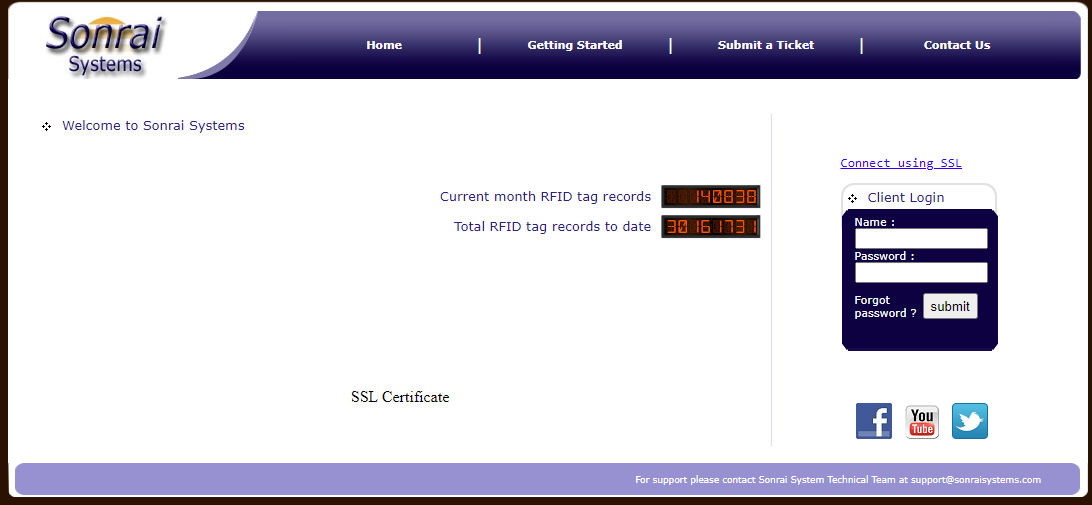 Sonrai
Systems
Home | Getting Started | Submit a Ticket | Contact Us
Welcome to Sonrai Systems
Current month RFID tag records 140838
Total RFID tag records to date 30161731
SSL Certificate
Connect using SSL
Client Login
Name :
Password :
Forgot
password ?
submit
You
Tube
For support please contact Sonrai System Technical Team at support@sonraisystems.com